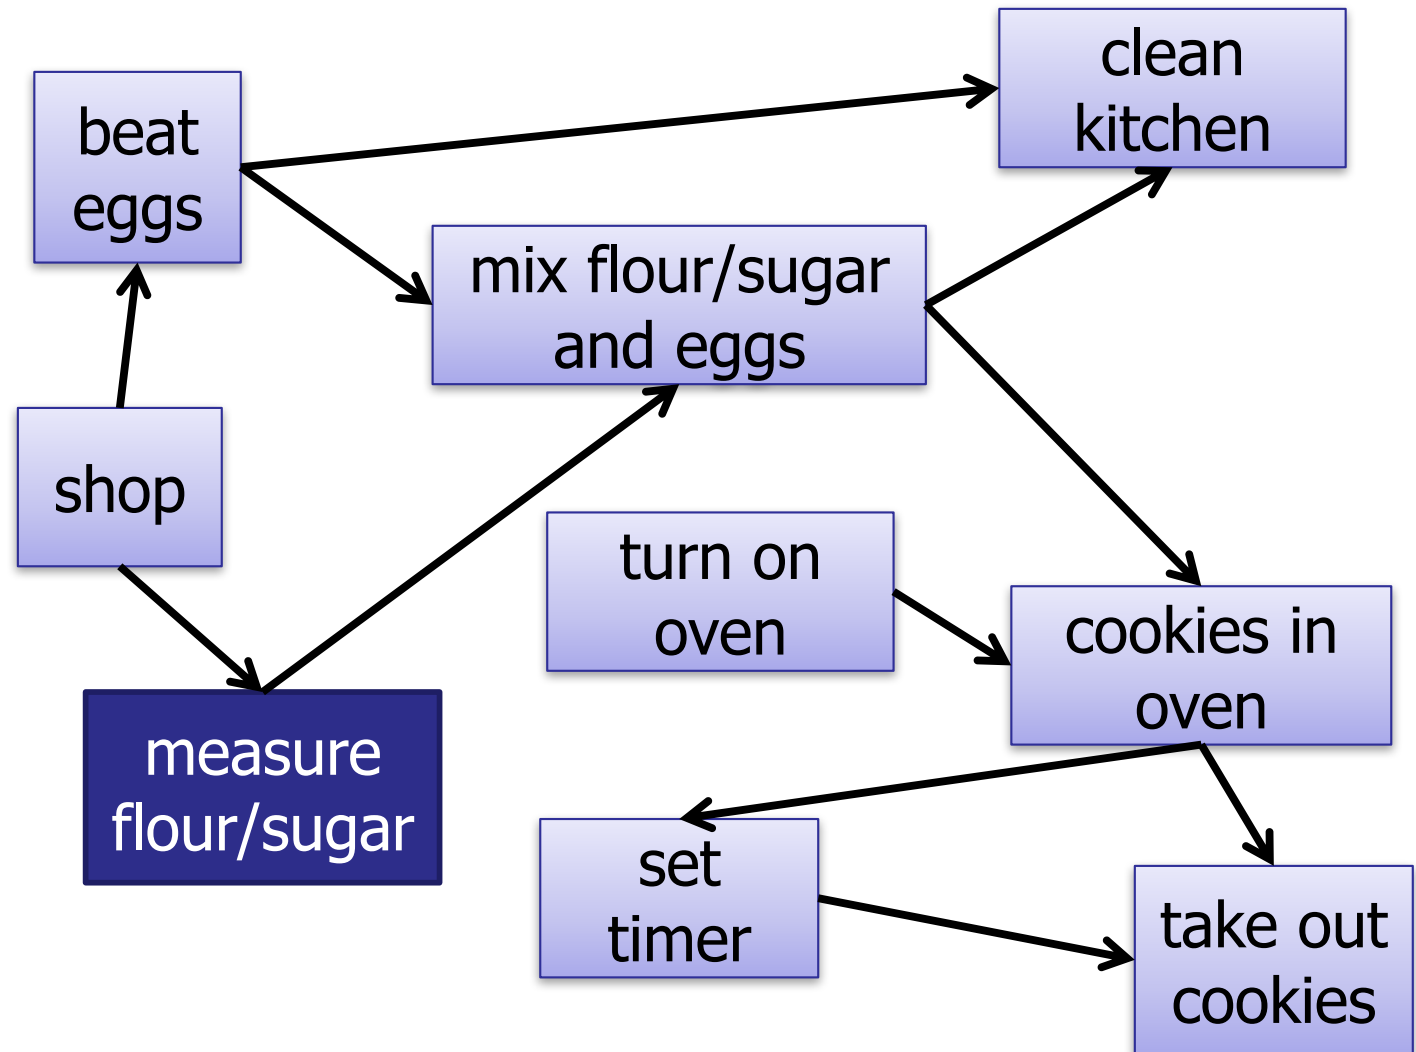 clean
kitchen
beat
eggs
mix flour/sugar
and eggs
shop
turn on
oven
cookies in
oven
measure
flour/sugar
set
timer
take out
cookies